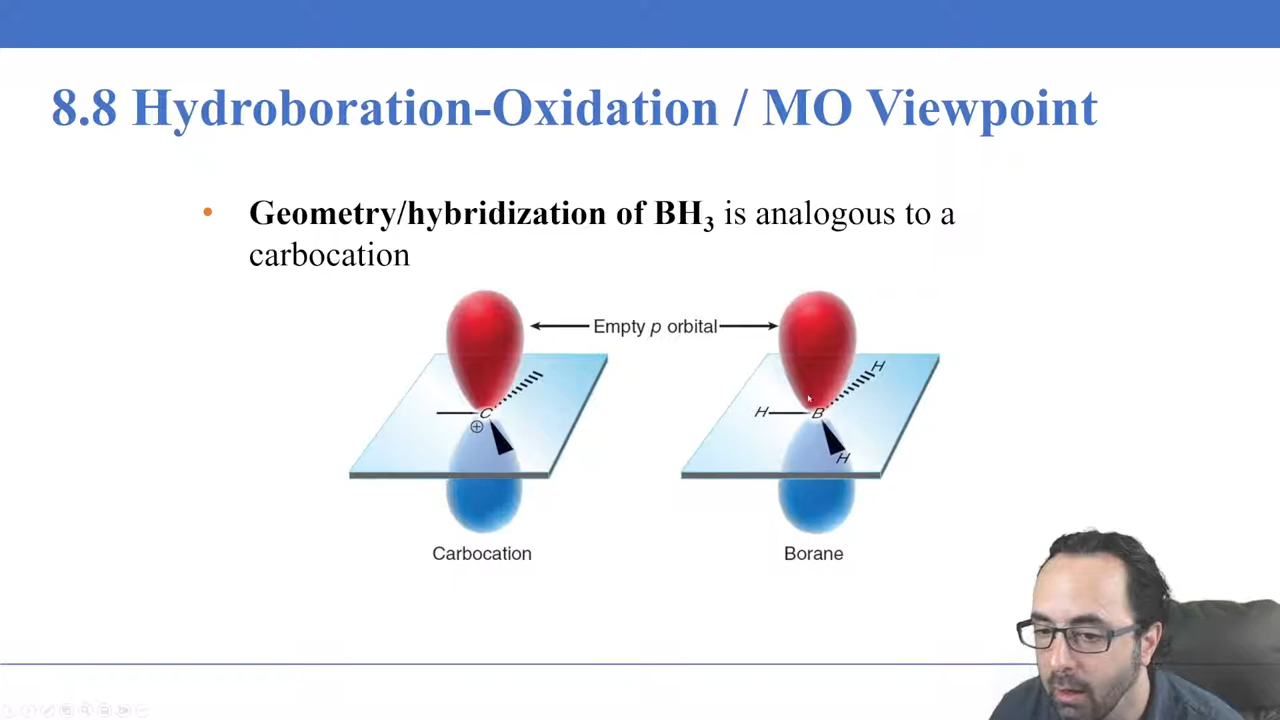 8.8 Hydroboration-Oxidation / MO Viewpoint
• Geometry/hybridization of BH₃ is analogous to a
carbocation
Empty p orbital
C
⊕
H
H
B
H
Carbocation
Borane